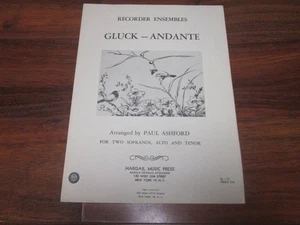 RECORDER ENSEMBLES
GLUCK – ANDANTE
Arranged by PAUL ASHFORD
FOR TWO SOPRANOS, ALTO AND TENOR
HARGAIL MUSIC PRESS